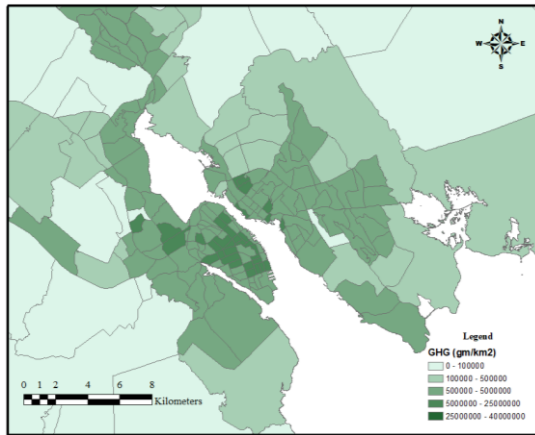 N
W E
S
Legend
GHG (gm/km2)
0 - 100000
100000 - 500000
500000 - 5000000
5000000 - 25000000
25000000 - 40000000
0 1 2 4 6 8
Kilometers